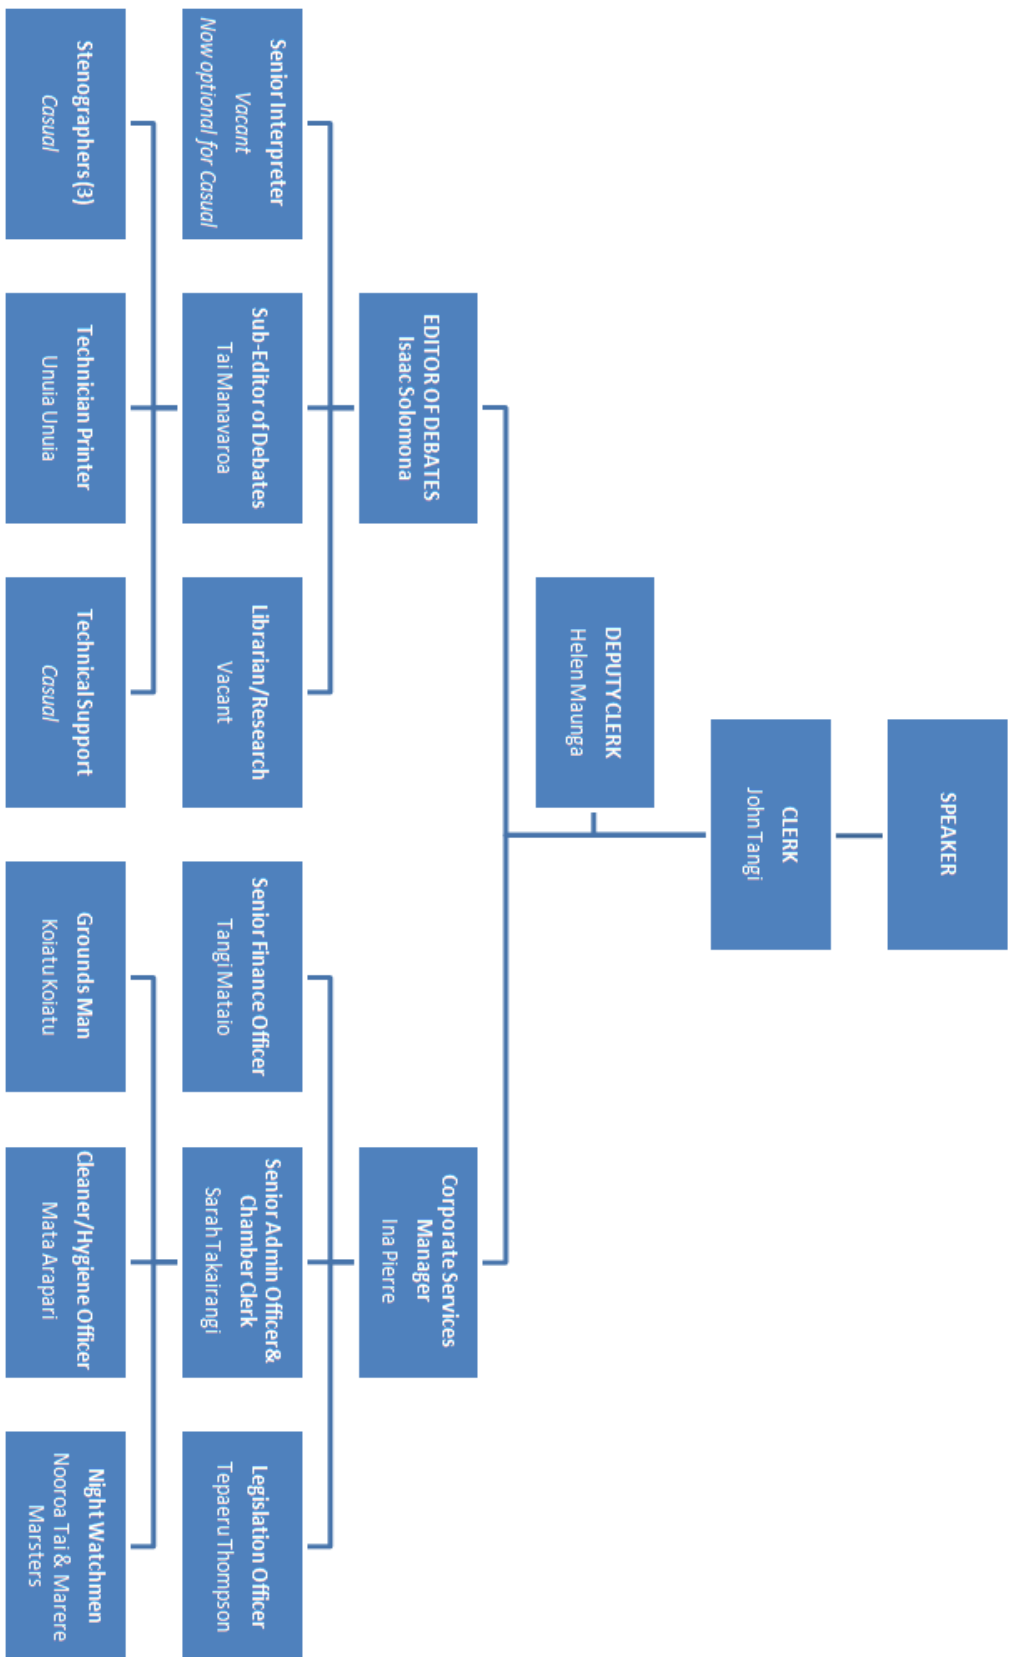 SPEAKER
CLERK
John Tangi
DEPUTY CLERK
Helen Maunga
EDITOR OF DEBATES
Isaac Solomona
Corporate Services
Manager
Ina Pierre
Senior Interpreter
Vacant
Now optional for Casual
Sub-Editor of Debates
Tai Manavaroa
Librarian/Research
Vacant
Senior Finance Officer
Tangi Mataio
Senior Admin Officer &
Chamber Clerk
Sarah Takairangi
Legislation Officer
Tepaeru Thompson
Stenographers (3)
Casual
Technician Printer
Unuia Unuia
Technical Support
Casual
Grounds Man
Koiatu Koiatu
Cleaner/Hygiene Officer
Mata Arapari
Night Watchmen
Nooroa Tai & Marere
Marsters